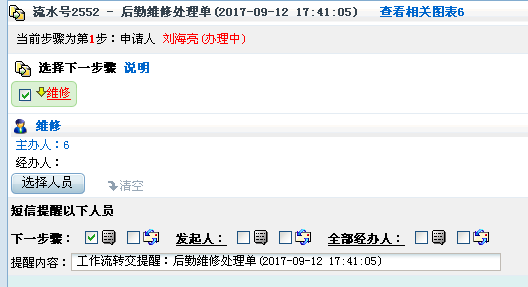 流水号2552 - 后勤维修处理单(2017-09-12 17:41:05) 查看相关图表6
当前步骤为第1步：申请人 刘海亮(办理中)
选择下一步骤 说明
维修
维修
主办人：6
经办人：
选择人员 清空
短信提醒以下人员
下一步骤： 发起人： 全部经办人：
提醒内容： 工作流转交提醒：后勤维修处理单(2017-09-12 17:41:05)